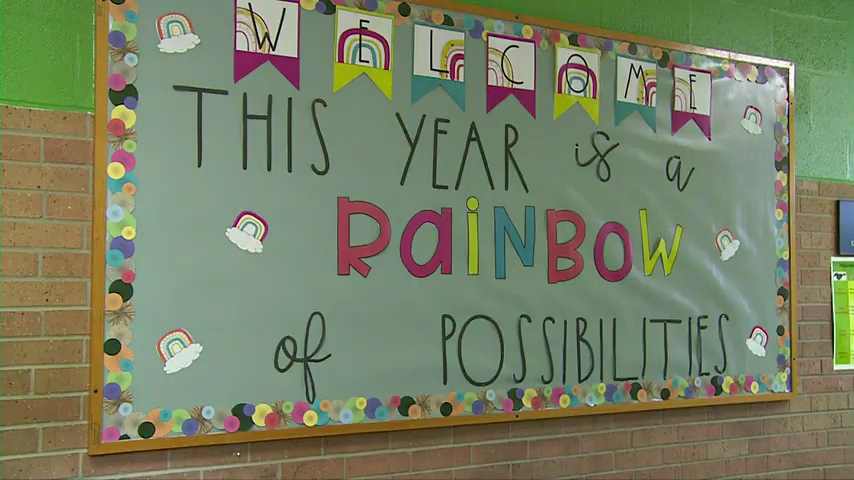 WELCOME
THIS YEAR is a
RaiNBOW
of POSSIBILITIES